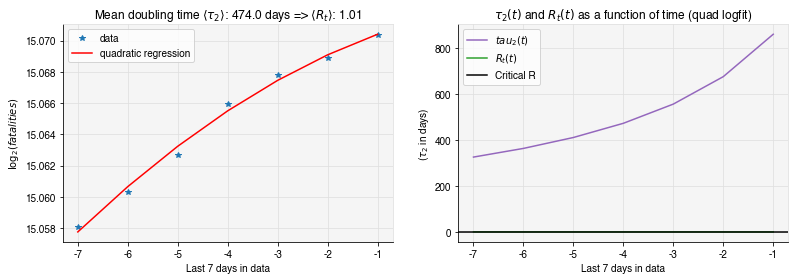 Mean doubling time ⟨τ₂⟩: 474.0 days => ⟨Rₜ⟩: 1.01
data
quadratic regression
log₂(fatalities)
15.070
15.068
15.066
15.064
15.062
15.060
15.058
-7 -6 -5 -4 -3 -2 -1
Last 7 days in data
τ₂(t) and Rₜ(t) as a function of time (quad logfit)
tau₂(t)
Rₜ(t)
Critical R
(τ₂ in days)
800
600
400
200
0
-7 -6 -5 -4 -3 -2 -1
Last 7 days in data